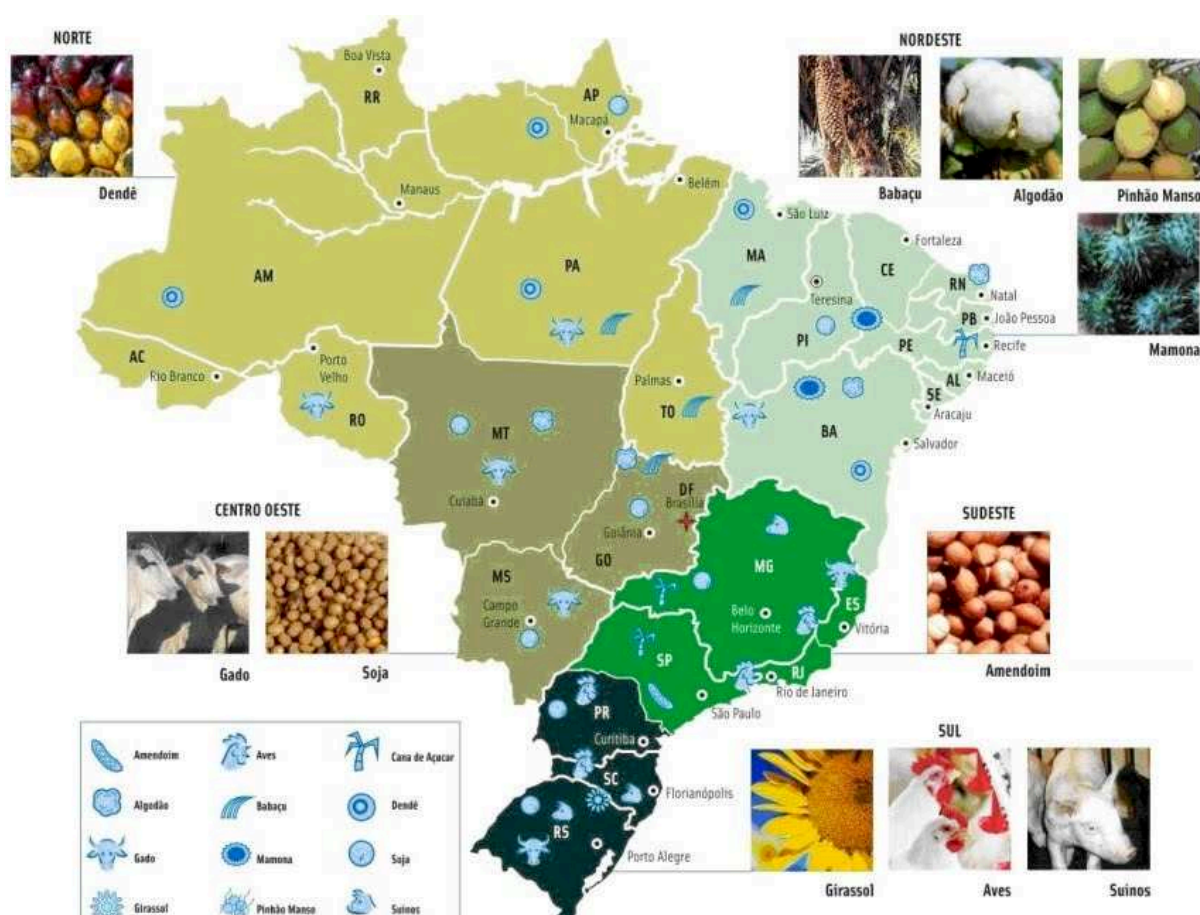 NORTE
Dendê
NORDESTE
Babaçu
Algodão
Pinhão Manso
Mamona
Boa Vista
RR
AP
Macapá
Manaus
Belém
São Luiz
Fortaleza
AM
PA
MA
CE
RN
Natal
Teresina
PB
João Pessoa
PI
PE
Recife
AC
Rio Branco
Porto
Velho
RO
Palmas
TO
AL
Maceió
SE
Aracaju
MT
BA
Salvador
Cuiabá
DF
Brasília
Goiânia
GO
CENTRO OESTE
Gado
Soja
SUDESTE
Amendoim
MS
Campo
Grande
MG
Belo
Horizonte
ES
Vitória
SP
RJ
Rio de Janeiro
São Paulo
PR
Curitiba
SC
Florianópolis
RS
Porto Alegre
SUL
Girassol
Aves
Suinos
Amendoim
Aves
Cana de Açucar
Algodão
Babaçu
Dendê
Gado
Mamona
Soja
Girassol
Pinhão Manso
Suinos